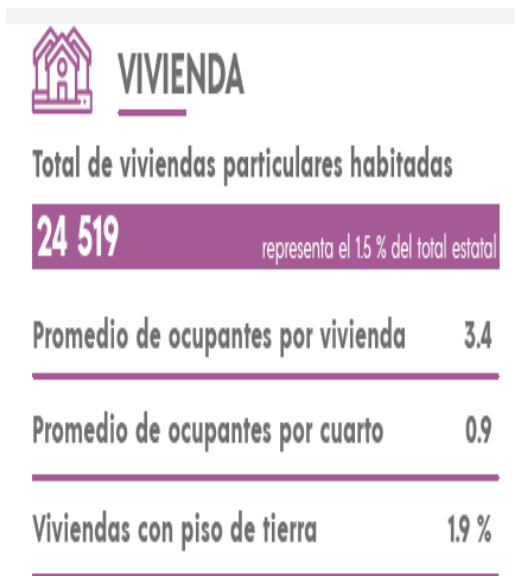 VIVIENDA
Total de viviendas particulares habitadas
24 519 representa el 1.5 % del total estatal
Promedio de ocupantes por vivienda 3.4
Promedio de ocupantes por cuarto 0.9
Viviendas con piso de tierra 1.9 %